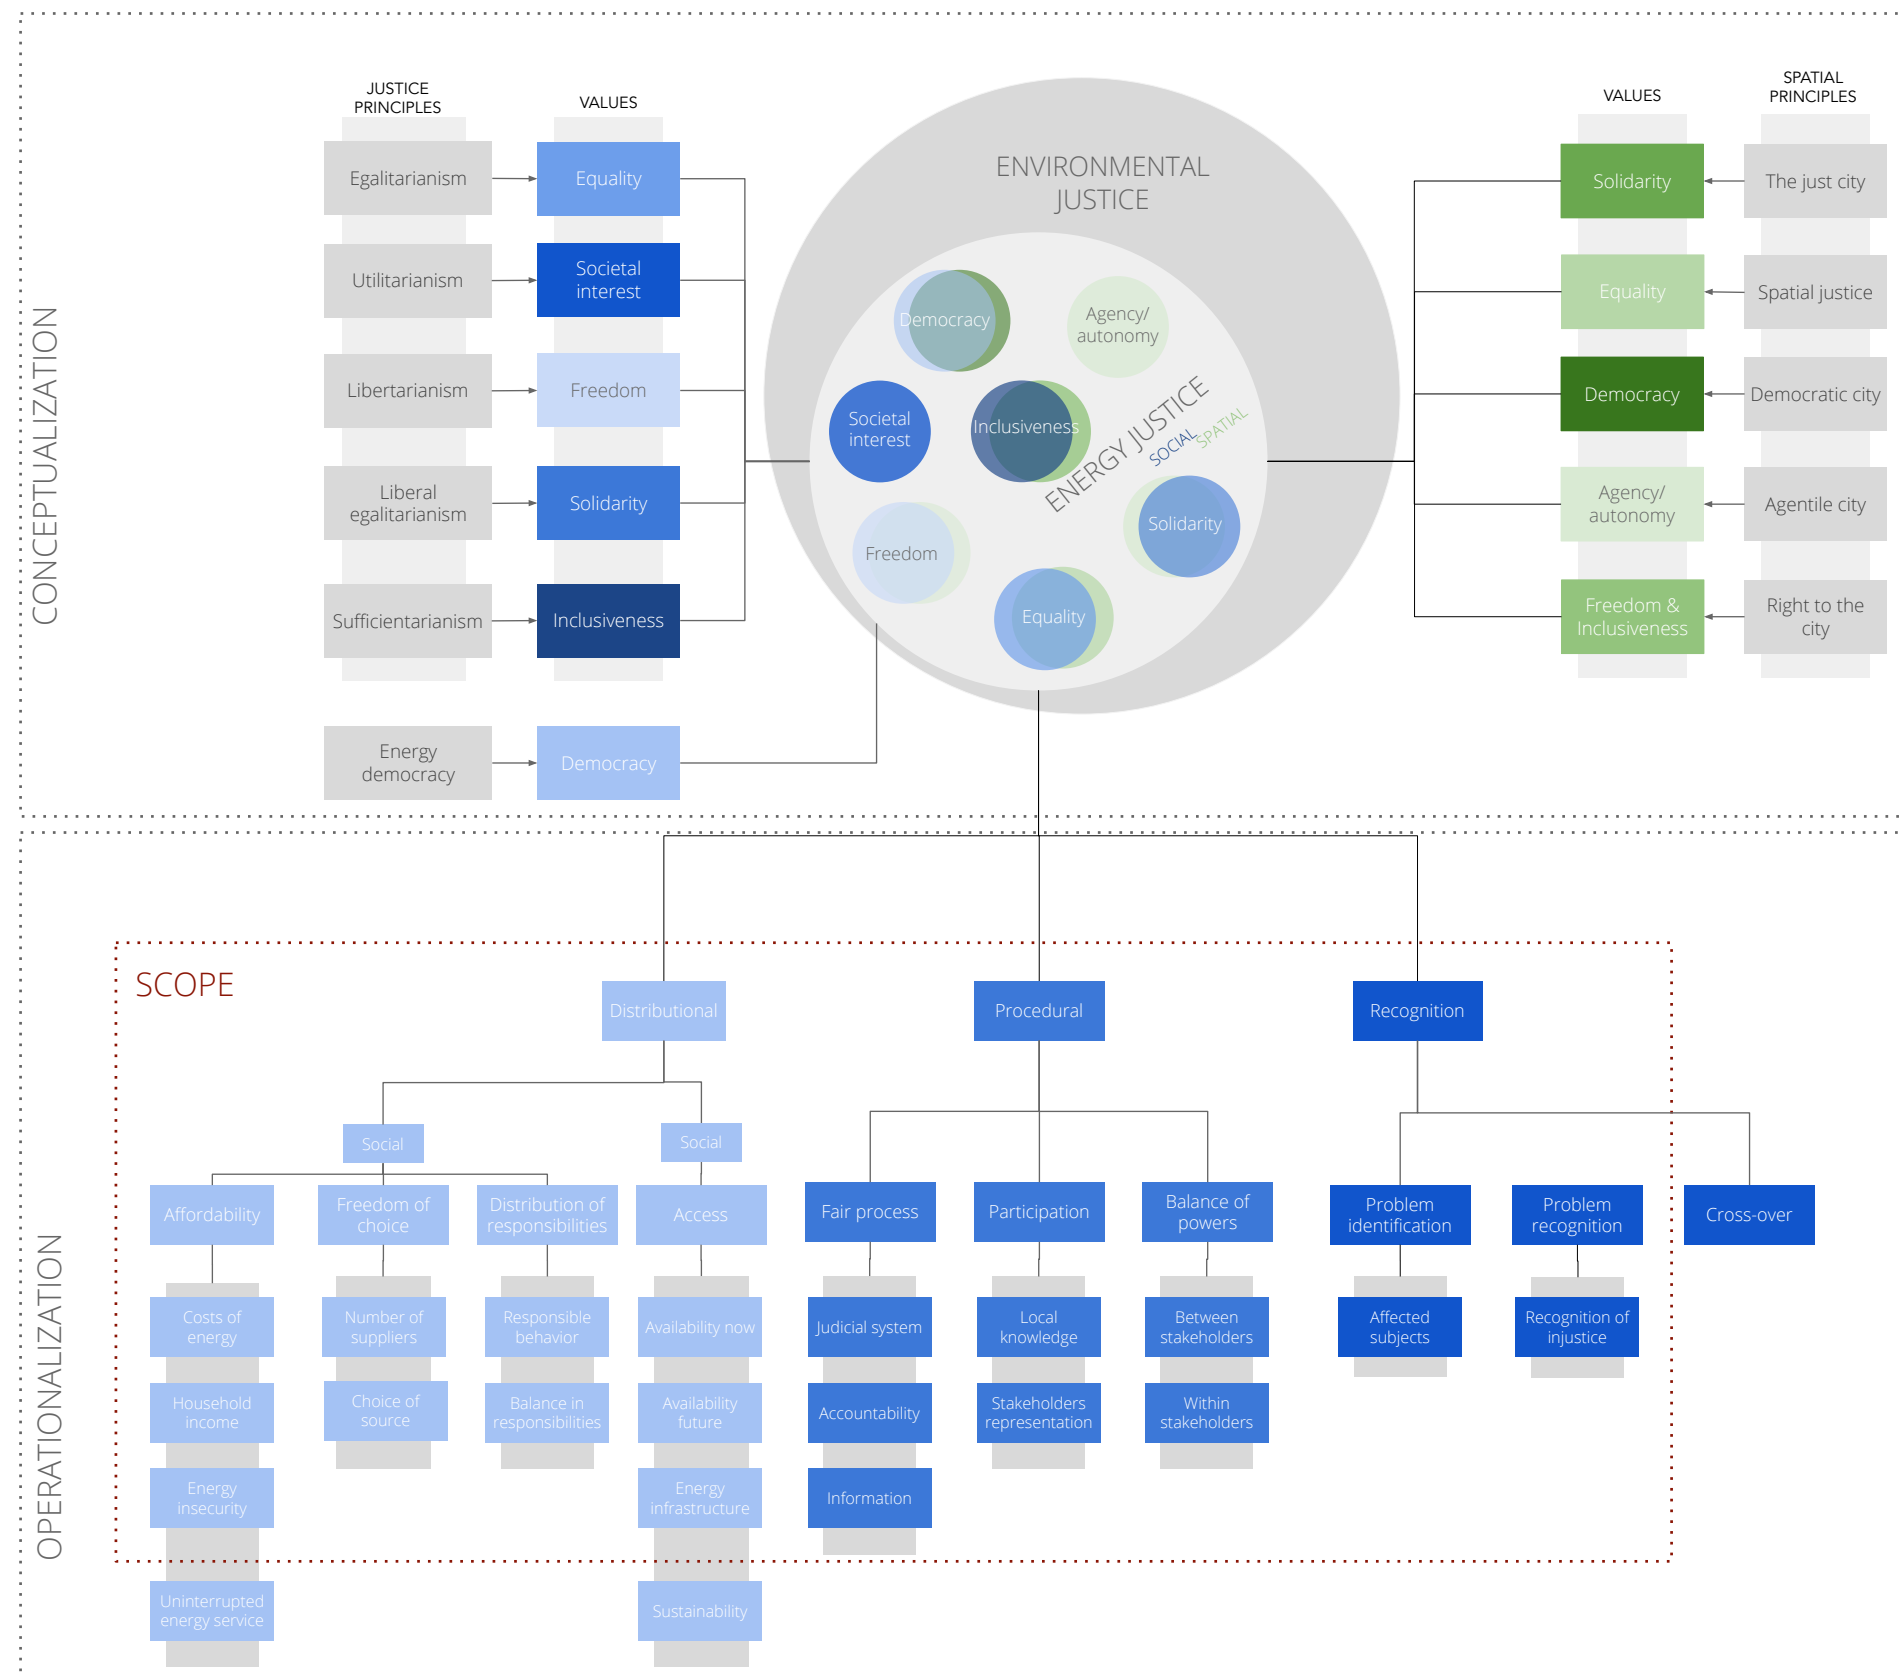 JUSTICE
PRINCIPLES
VALUES
Egalitarianism
Equality
Utilitarianism
Societal
interest
Libertarianism
Freedom
Liberal
egalitarianism
Solidarity
Sufficientarianism
Inclusiveness
Energy
democracy
Democracy
CONCEPTUALIZATION
ENVIRONMENTAL
JUSTICE
Democracy
Agency/
autonomy
Societal
interest
Inclusiveness
ENERGY JUSTICE
SOCIAL
SPATIAL
Solidarity
Freedom
Equality
VALUES
SPATIAL
PRINCIPLES
Solidarity
The just city
Equality
Spatial justice
Democracy
Democratic city
Agency/
autonomy
Agentile city
Freedom &
Inclusiveness
Right to the
city
OPERATIONALIZATION
SCOPE
Distributional
Procedural
Recognition
Social
Social
Affordability
Freedom of
choice
Distribution of
responsibilities
Access
Fair process
Participation
Balance of
powers
Problem
identification
Problem
recognition
Cross-over
Costs of
energy
Number of
suppliers
Responsible
behavior
Availability now
Judicial system
Local
knowledge
Between
stakeholders
Affected
subjects
Recognition of
injustice
Household
income
Choice of
source
Balance in
responsibilities
Availability
future
Accountability
Stakeholders
representation
Within
stakeholders
Energy
insecurity
Energy
infrastructure
Information
Uninterrupted
energy service
Sustainability